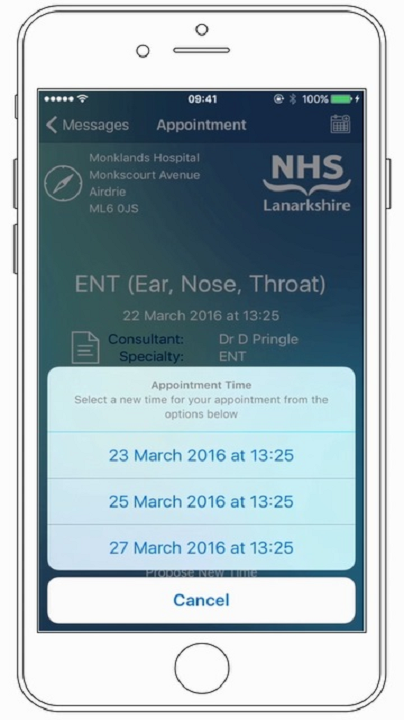 09:41
100%
Messages
Appointment
Monklands Hospital
Monkscourt Avenue
Airdrie
ML6 0JS
NHS
Lanarkshire
ENT (Ear, Nose, Throat)
22 March 2016 at 13:25
Consultant: Dr D Pringle
Specialty: ENT
Appointment Time
Select a new time for your appointment from the
options below
23 March 2016 at 13:25
25 March 2016 at 13:25
27 March 2016 at 13:25
Propose New Time
Cancel